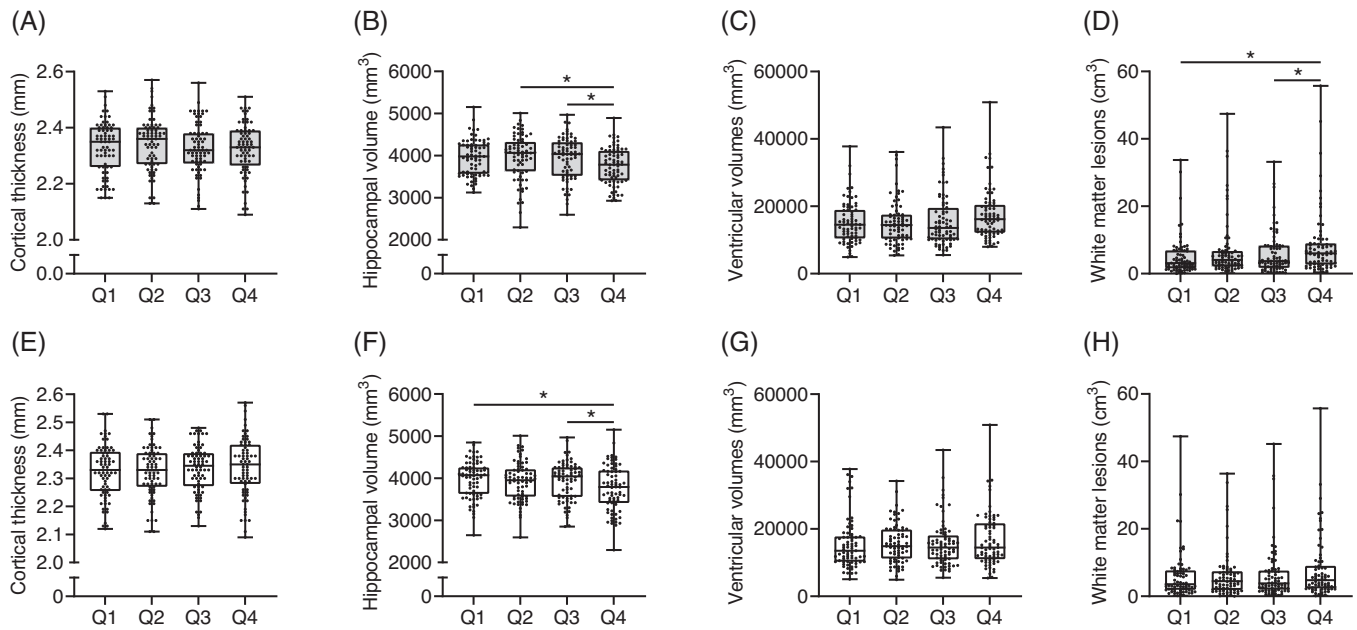 (A)
Cortical thickness (mm)
2.6
2.4
2.2
2.0
0.0
Q1 Q2 Q3 Q4
(B)
Hippocampal volume (mm³)
6000
5000
4000
3000
2000
0
*
*
Q1 Q2 Q3 Q4
(C)
Ventricular volumes (mm³)
60000
40000
20000
0
Q1 Q2 Q3 Q4
(D)
White matter lesions (cm³)
60
40
20
0
*
*
Q1 Q2 Q3 Q4
(E)
Cortical thickness (mm)
2.6
2.5
2.4
2.3
2.2
2.1
2.0
0.0
Q1 Q2 Q3 Q4
(F)
Hippocampal volume (mm³)
6000
5000
4000
3000
2000
0
*
*
Q1 Q2 Q3 Q4
(G)
Ventricular volumes (mm³)
60000
40000
20000
0
Q1 Q2 Q3 Q4
(H)
White matter lesions (cm³)
60
40
20
0
Q1 Q2 Q3 Q4